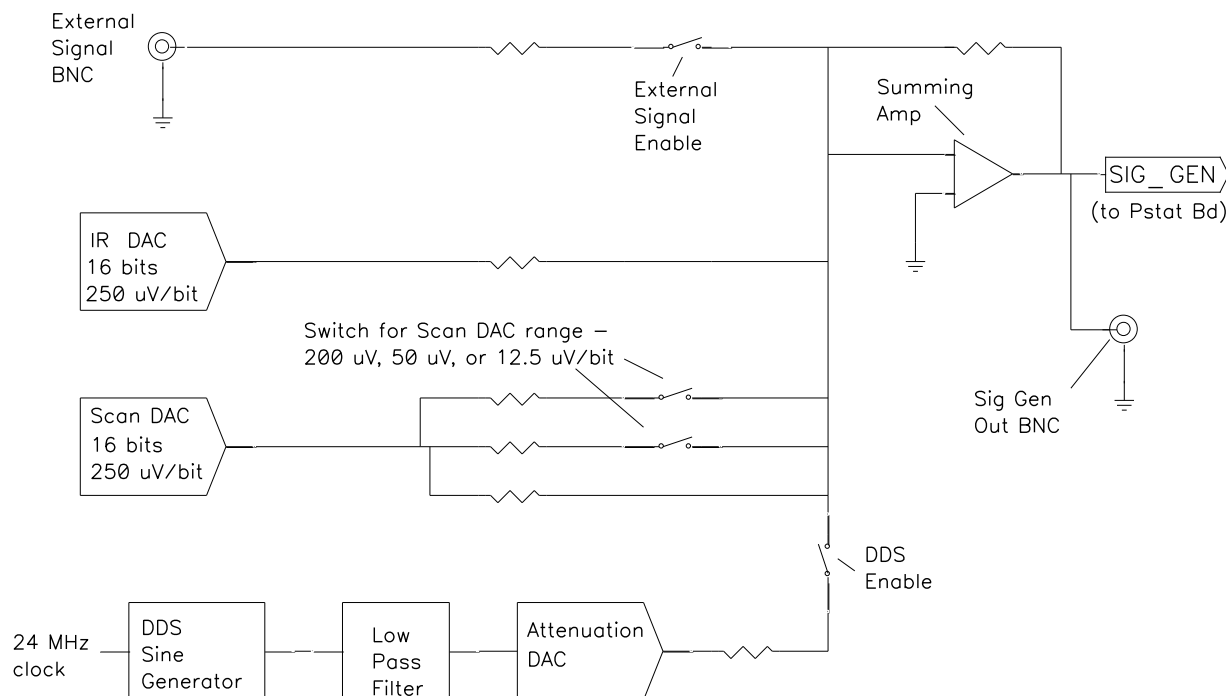 External
Signal
BNC
External
Signal
Enable
Summing
Amp
SIG_GEN
(to Pstat Bd)
IR DAC
16 bits
250 uV/bit
Switch for Scan DAC range –
200 uV, 50 uV, or 12.5 uV/bit
Scan DAC
16 bits
250 uV/bit
Sig Gen
Out BNC
DDS
Enable
24 MHz
clock
DDS
Sine
Generator
Low
Pass
Filter
Attenuation
DAC